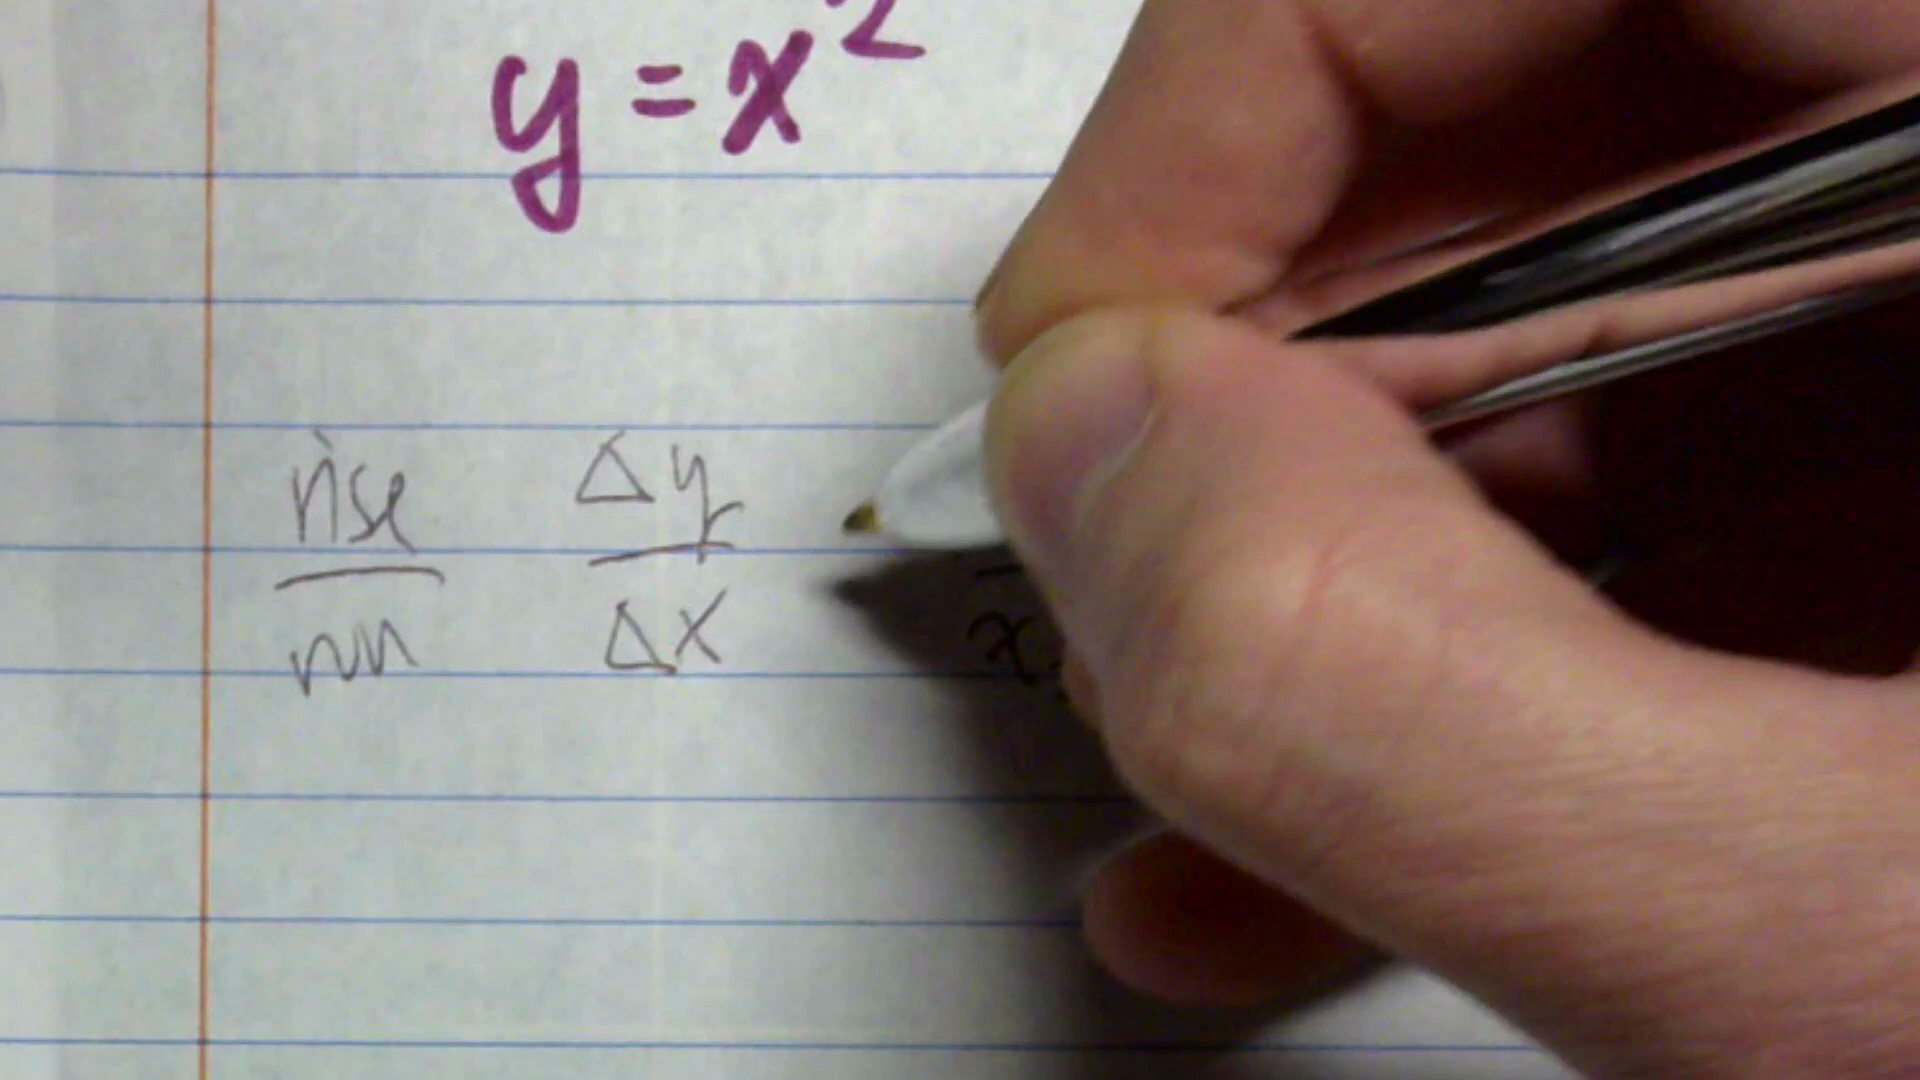 y = x²
rise Δy
run Δx x